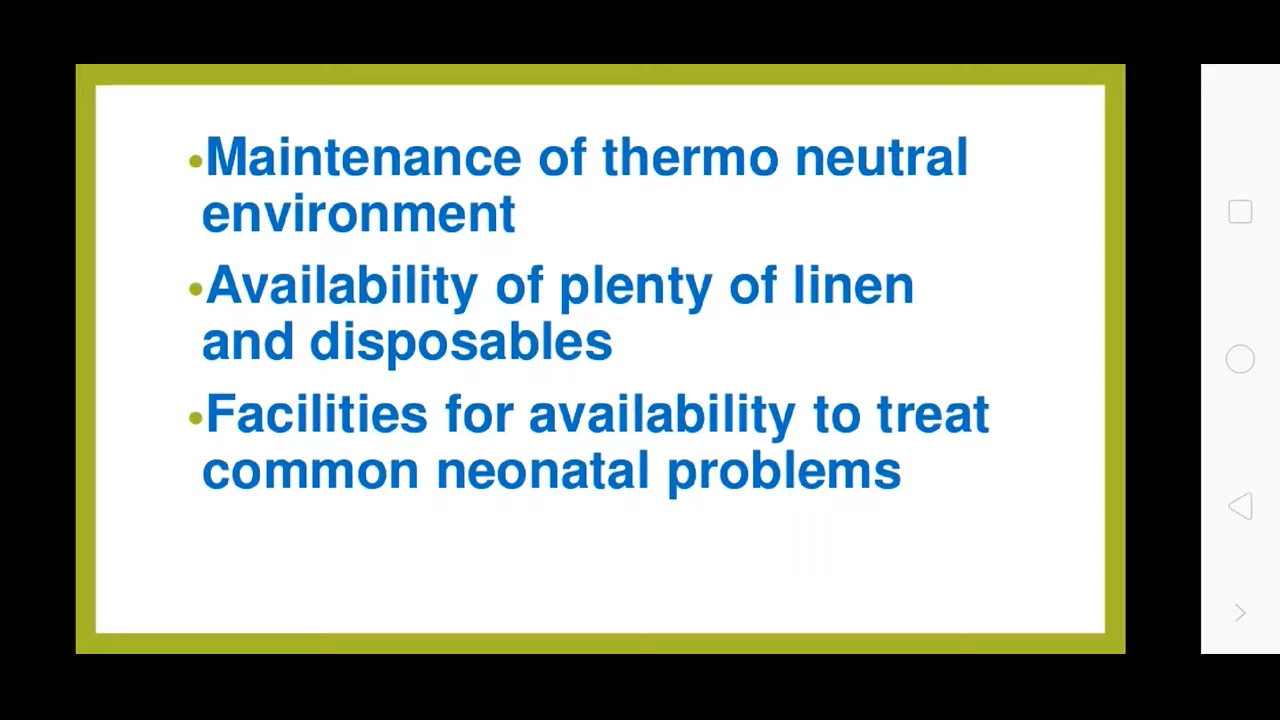 •Maintenance of thermo neutral
environment
•Availability of plenty of linen
and disposables
•Facilities for availability to treat
common neonatal problems